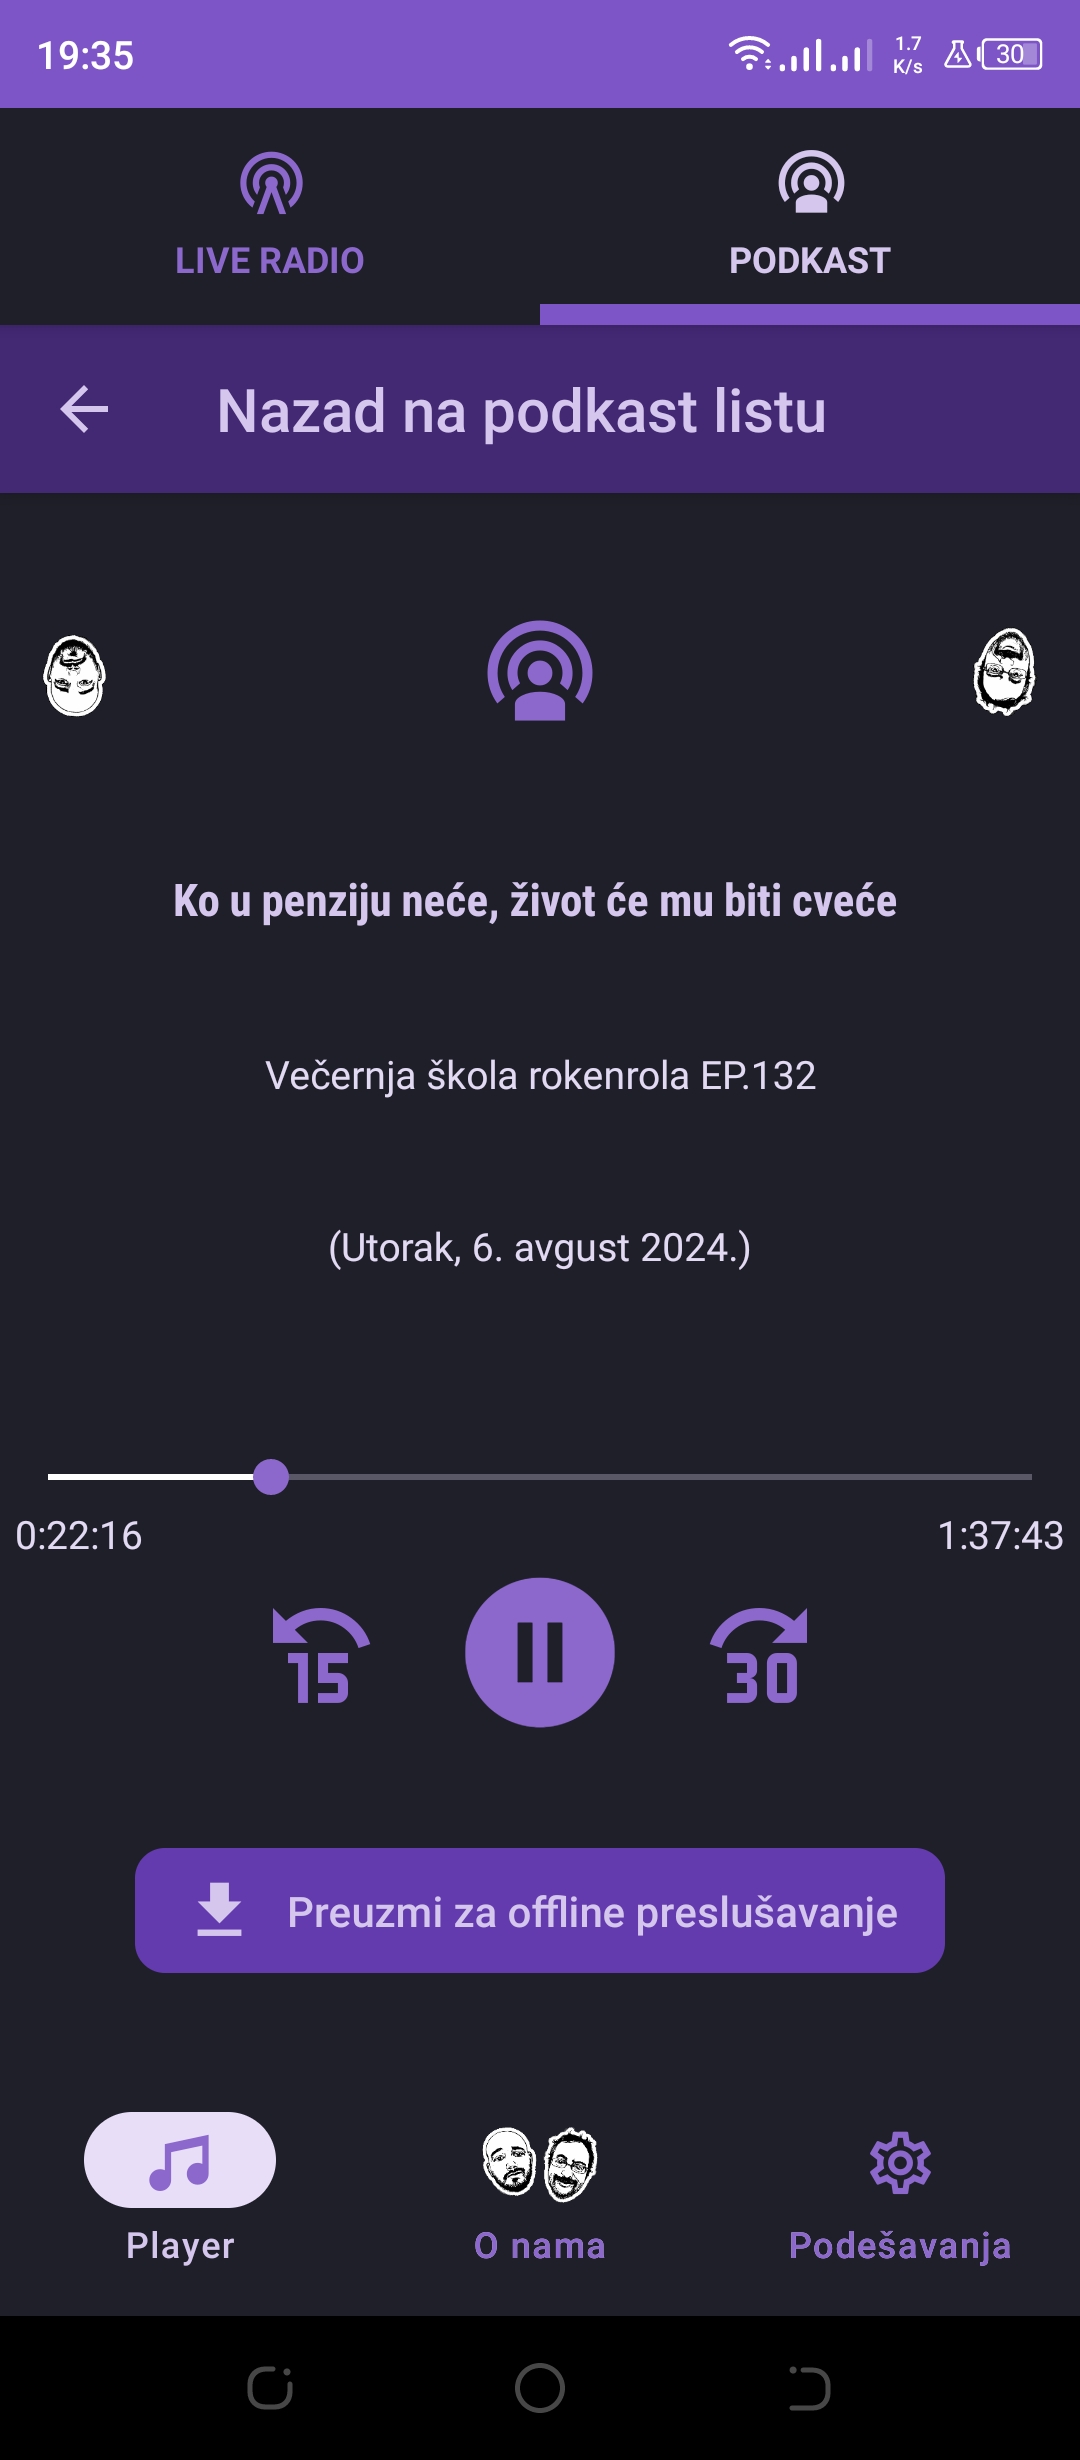 19:35
1.7
K/s
30
LIVE RADIO
PODKAST
Nazad na podkast listu
Ko u penziju neće, život će mu biti cveće
Večernja škola rokenrola EP.132
(Utorak, 6. avgust 2024.)
0:22:16
1:37:43
15
30
Preuzmi za offline preslušavanje
Player
O nama
Podešavanja